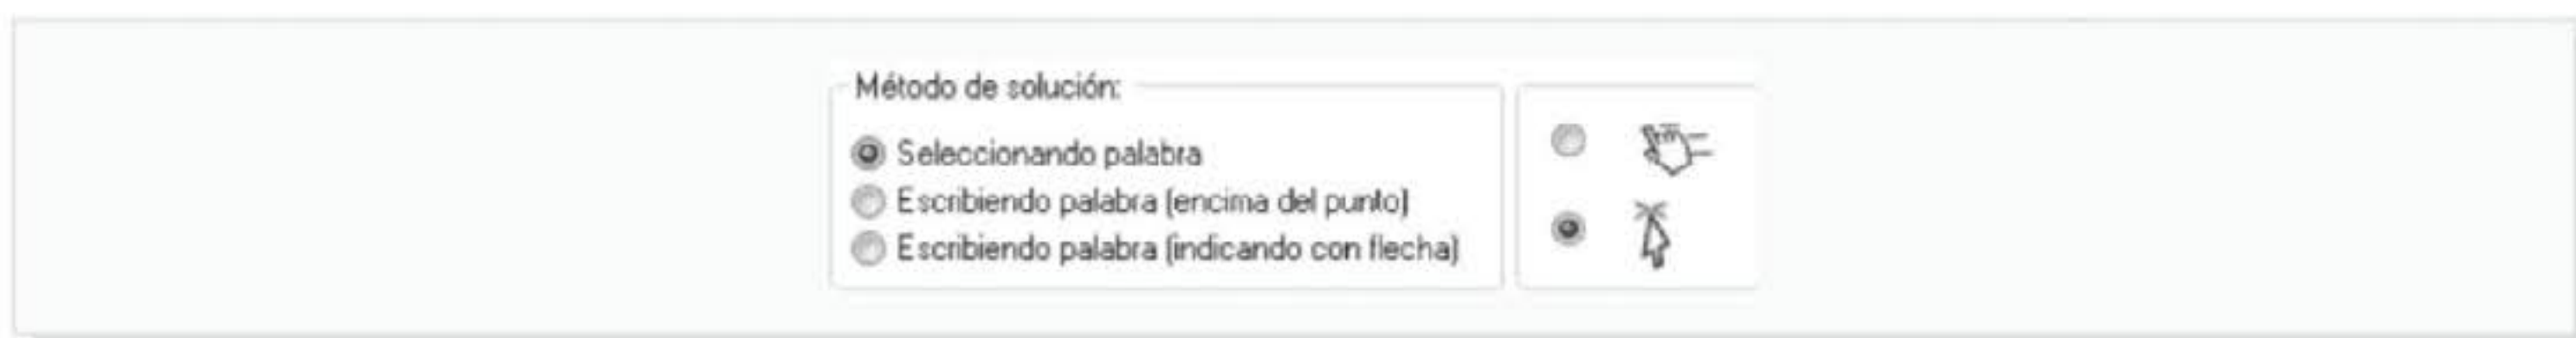 Método de solución:
Seleccionando palabra
Escribiendo palabra (encima del punto)
Escribiendo palabra (indicando con flecha)